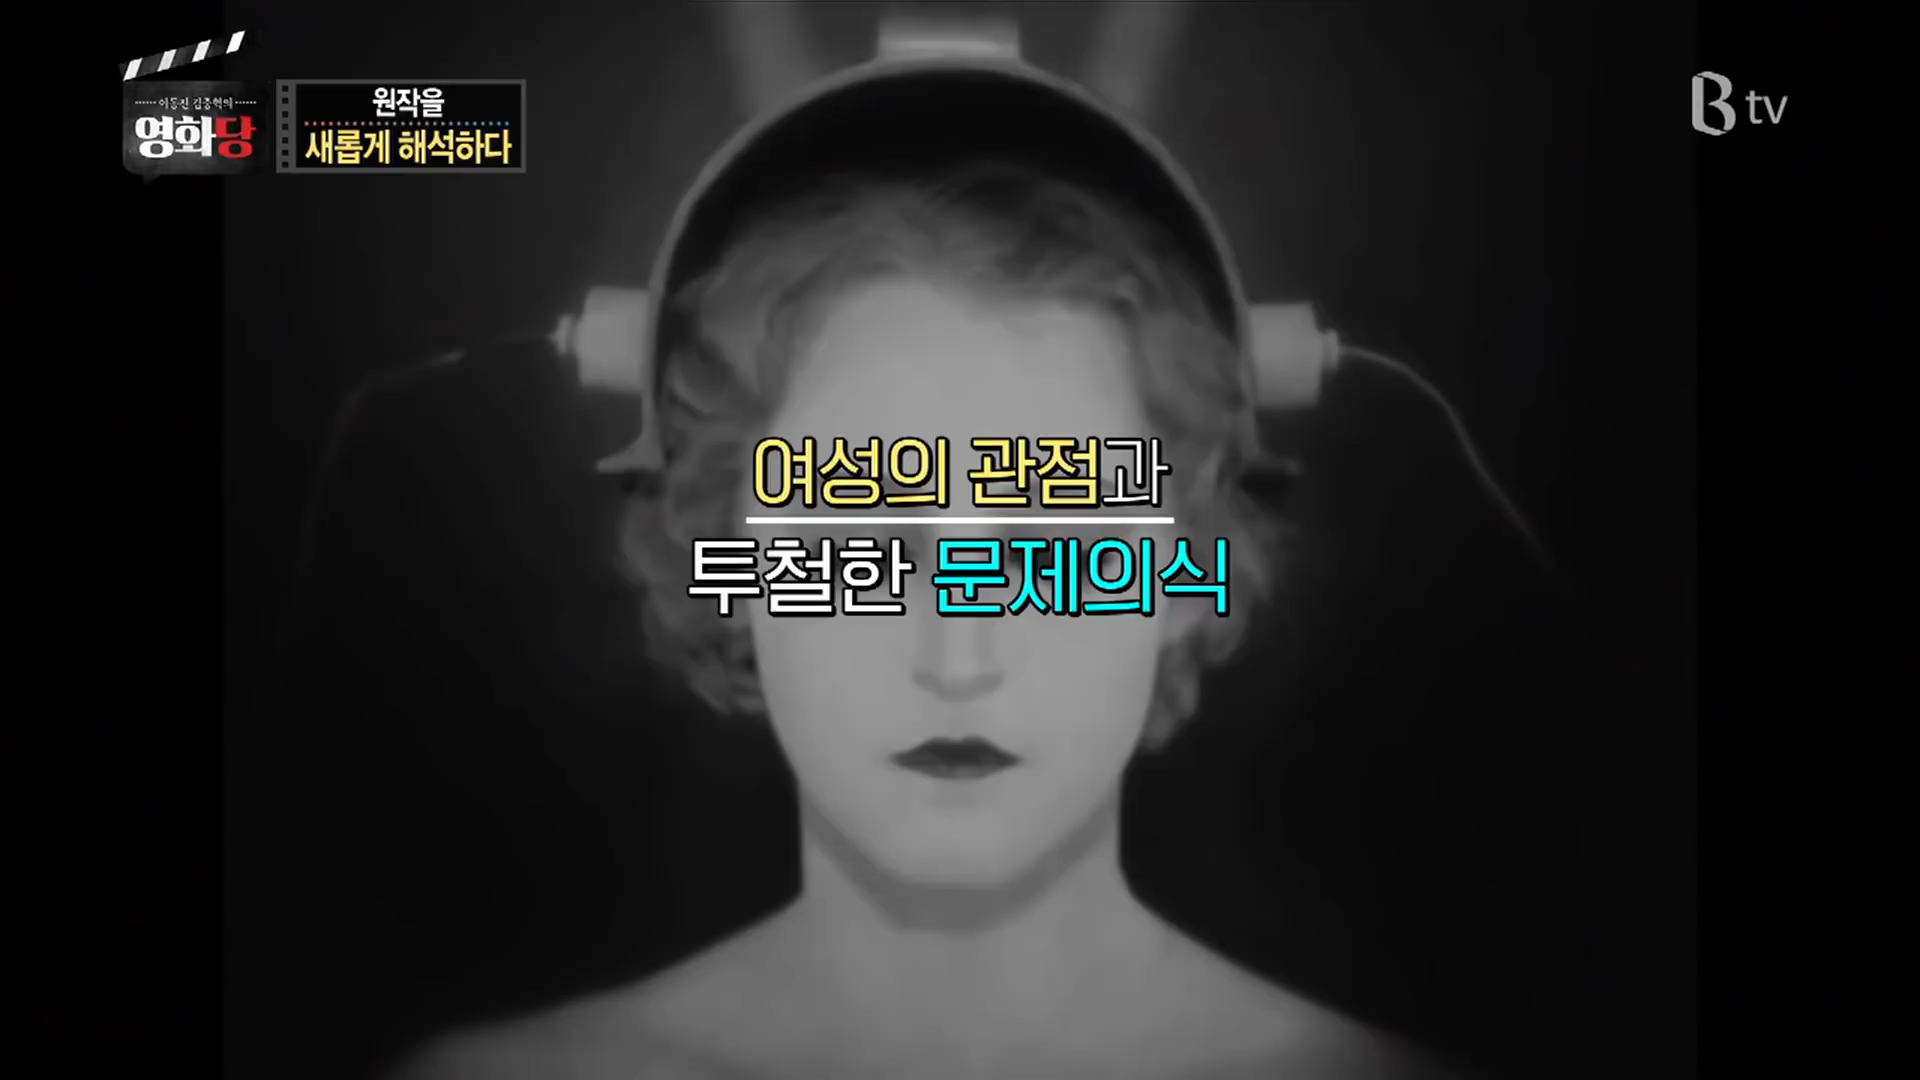 이동진 김중혁의
영화당
원작을
새롭게 해석하다
B tv
여성의 관점과
투철한 문제의식